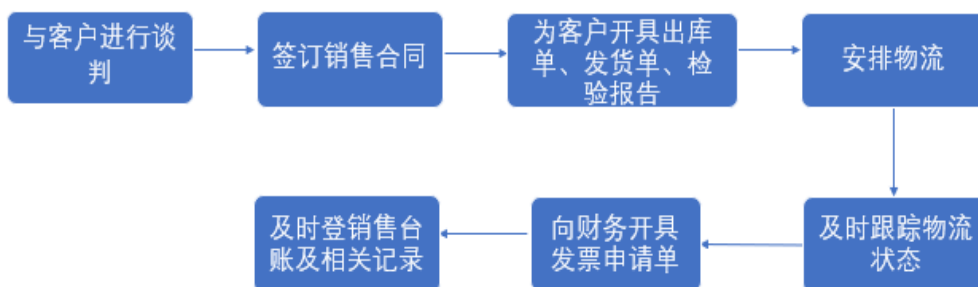 与客户进行谈
判
签订销售合同
为客户开具出库
单、发货单、检
验报告
安排物流
及时跟踪物流
状态
向财务开具
发票申请单
及时登销售台
账及相关记录